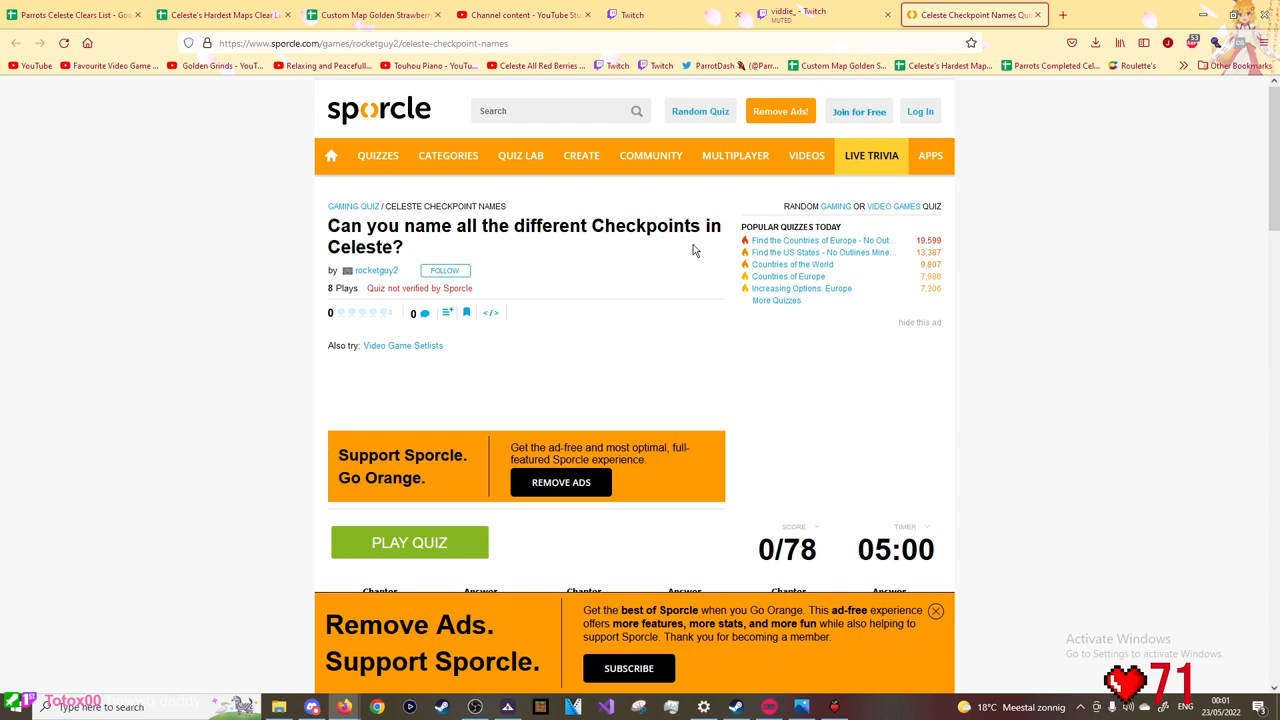 Parrots Celeste Clears List - Go
Celeste's Hardest Maps Clear Li
Custom Map Golden Strawberry
Channel content - YouTube Stu
Twitch
viddie_ - Twitch
MUTED
Celeste Checkpoint Names Qu
https://www.sporcle.com/games/rocketguy2/celeste-checkpoint-names
53
YouTube
Favourite Video Game ...
Golden Grinds - YouT...
Relaxing and Peacefull...
Touhou Piano - YouTu...
Celeste All Red Berries ...
Twitch
Twitch
ParrotDash (@Parr...
Custom Map Golden S...
Celeste's Hardest Map...
Parrots Completed Cel...
Roulette's
Other Bookmarks
sporcle
Search
Random Quiz
Remove Ads!
Join for Free
Log In
QUIZZES
CATEGORIES
QUIZ LAB
CREATE
COMMUNITY
MULTIPLAYER
VIDEOS
LIVE TRIVIA
APPS
GAMING QUIZ / CELESTE CHECKPOINT NAMES
Can you name all the different Checkpoints in
Celeste?
by rocketguy2
FOLLOW
8 Plays Quiz not verified by Sporcle
0
0
</>
Also try: Video Game Setlists
RANDOM GAMING OR VIDEO GAMES QUIZ
POPULAR QUIZZES TODAY
Find the Countries of Europe - No Out... 19,599
Find the US States - No Outlines Mine... 13,387
Countries of the World 9,807
Countries of Europe 7,988
Increasing Options: Europe 7,306
More Quizzes
hide this ad
Support Sporcle.
Go Orange.
Get the ad-free and most optimal, full-
featured Sporcle experience.
REMOVE ADS
PLAY QUIZ
SCORE
0/78
TIMER
05:00
Chapter Answer Chapter Answer Chapter Answer
Remove Ads.
Support Sporcle.
Get the best of Sporcle when you Go Orange. This ad-free experience
offers more features, more stats, and more fun while also helping to
support Sporcle. Thank you for becoming a member.
SUBSCRIBE
Activate Windows
Go to Settings to activate Windows.
71
Totox00
Type here to search
18°C Meestal zonnig
00:01
23/05/2022